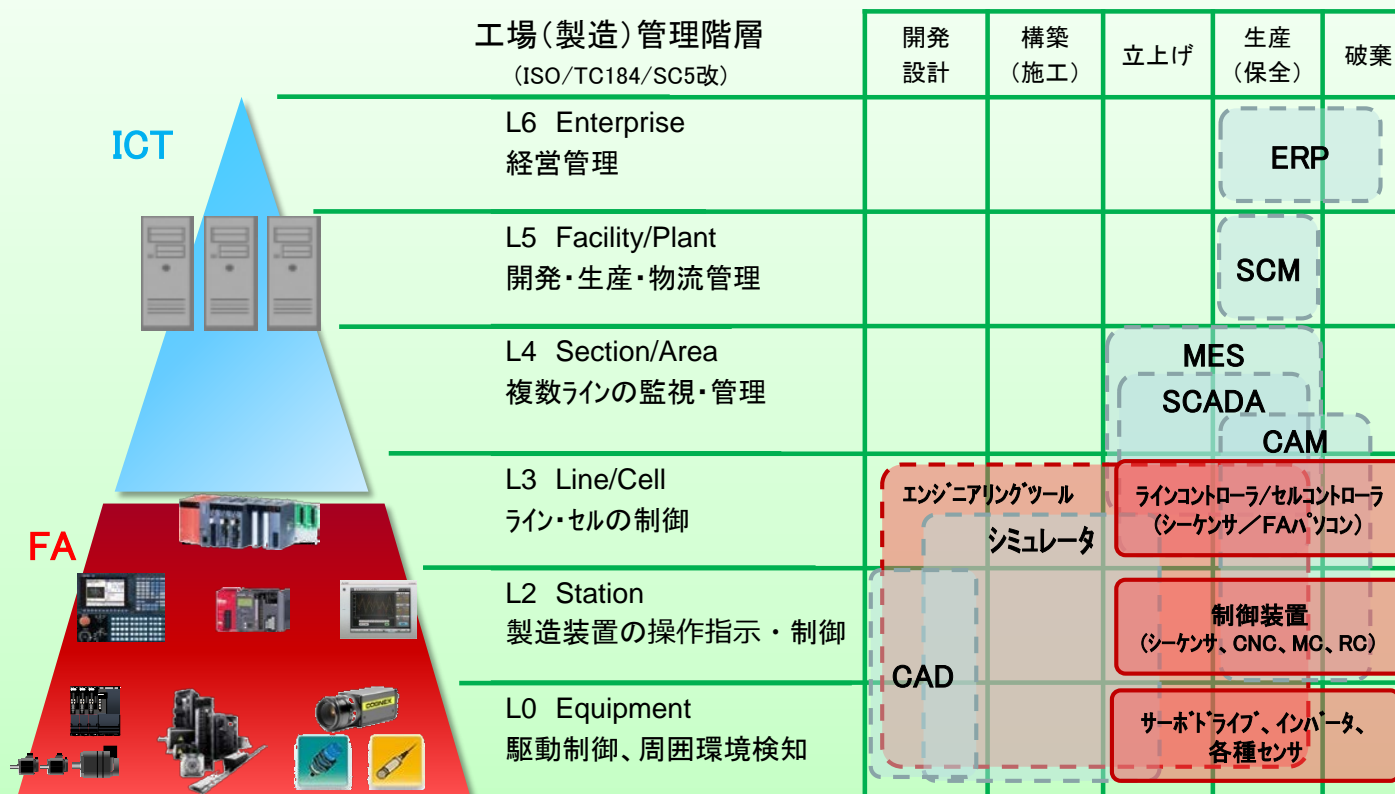 工場(製造)管理階層
(ISO/TC184/SC5改)
開発
設計
構築
(施工)
立上げ
生産
(保全)
破棄
ICT
L6 Enterprise
経営管理
ERP
L5 Facility/Plant
開発・生産・物流管理
SCM
L4 Section/Area
複数ラインの監視・管理
MES
SCADA
CAM
FA
L3 Line/Cell
ライン・セルの制御
エンジニアリングツール
シミュレータ
ラインコントローラ/セルコントローラ
(シーケンサ／FAパソコン)
L2 Station
製造装置の操作指示・制御
制御装置
(シーケンサ、CNC、MC、RC)
CAD
L0 Equipment
駆動制御、周囲環境検知
サーボドライブ、インバータ、
各種センサ
COGNEX